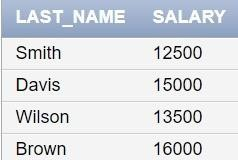 LAST_NAME SALARY
Smith 12500
Davis 15000
Wilson 13500
Brown 16000